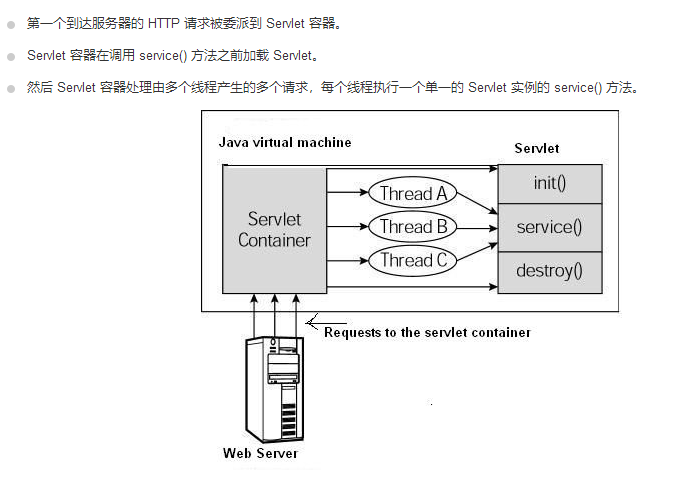 第一个到达服务器的 HTTP 请求被委派到 Servlet 容器。
Servlet 容器在调用 service() 方法之前加载 Servlet。
然后 Servlet 容器处理由多个线程产生的多个请求，每个线程执行一个单一的 Servlet 实例的 service() 方法。
Java virtual machine
Servlet
Servlet
Container
Thread A
Thread B
Thread C
init()
service()
destroy()
Requests to the servlet container
Web Server